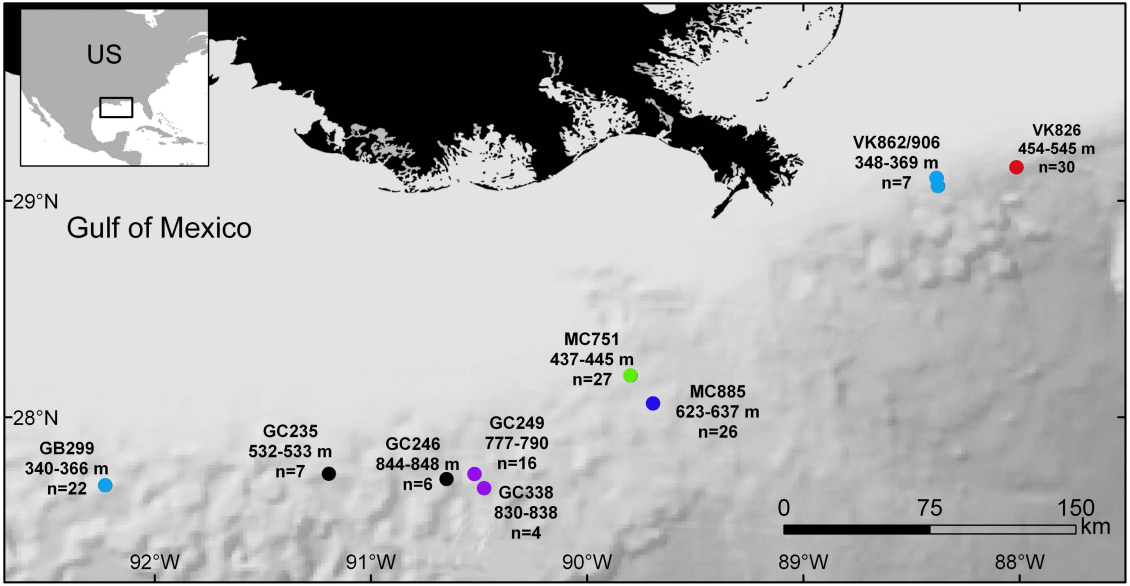 US
VK862/906
348-369 m
n=7
VK826
454-545 m
n=30
29°N
Gulf of Mexico
MC751
437-445 m
n=27
MC885
623-637 m
n=26
28°N
GB299
340-366 m
n=22
GC235
532-533 m
n=7
GC246
844-848 m
n=6
GC249
777-790
n=16
GC338
830-838
n=4
0 75 150
km
92°W 91°W 90°W 89°W 88°W